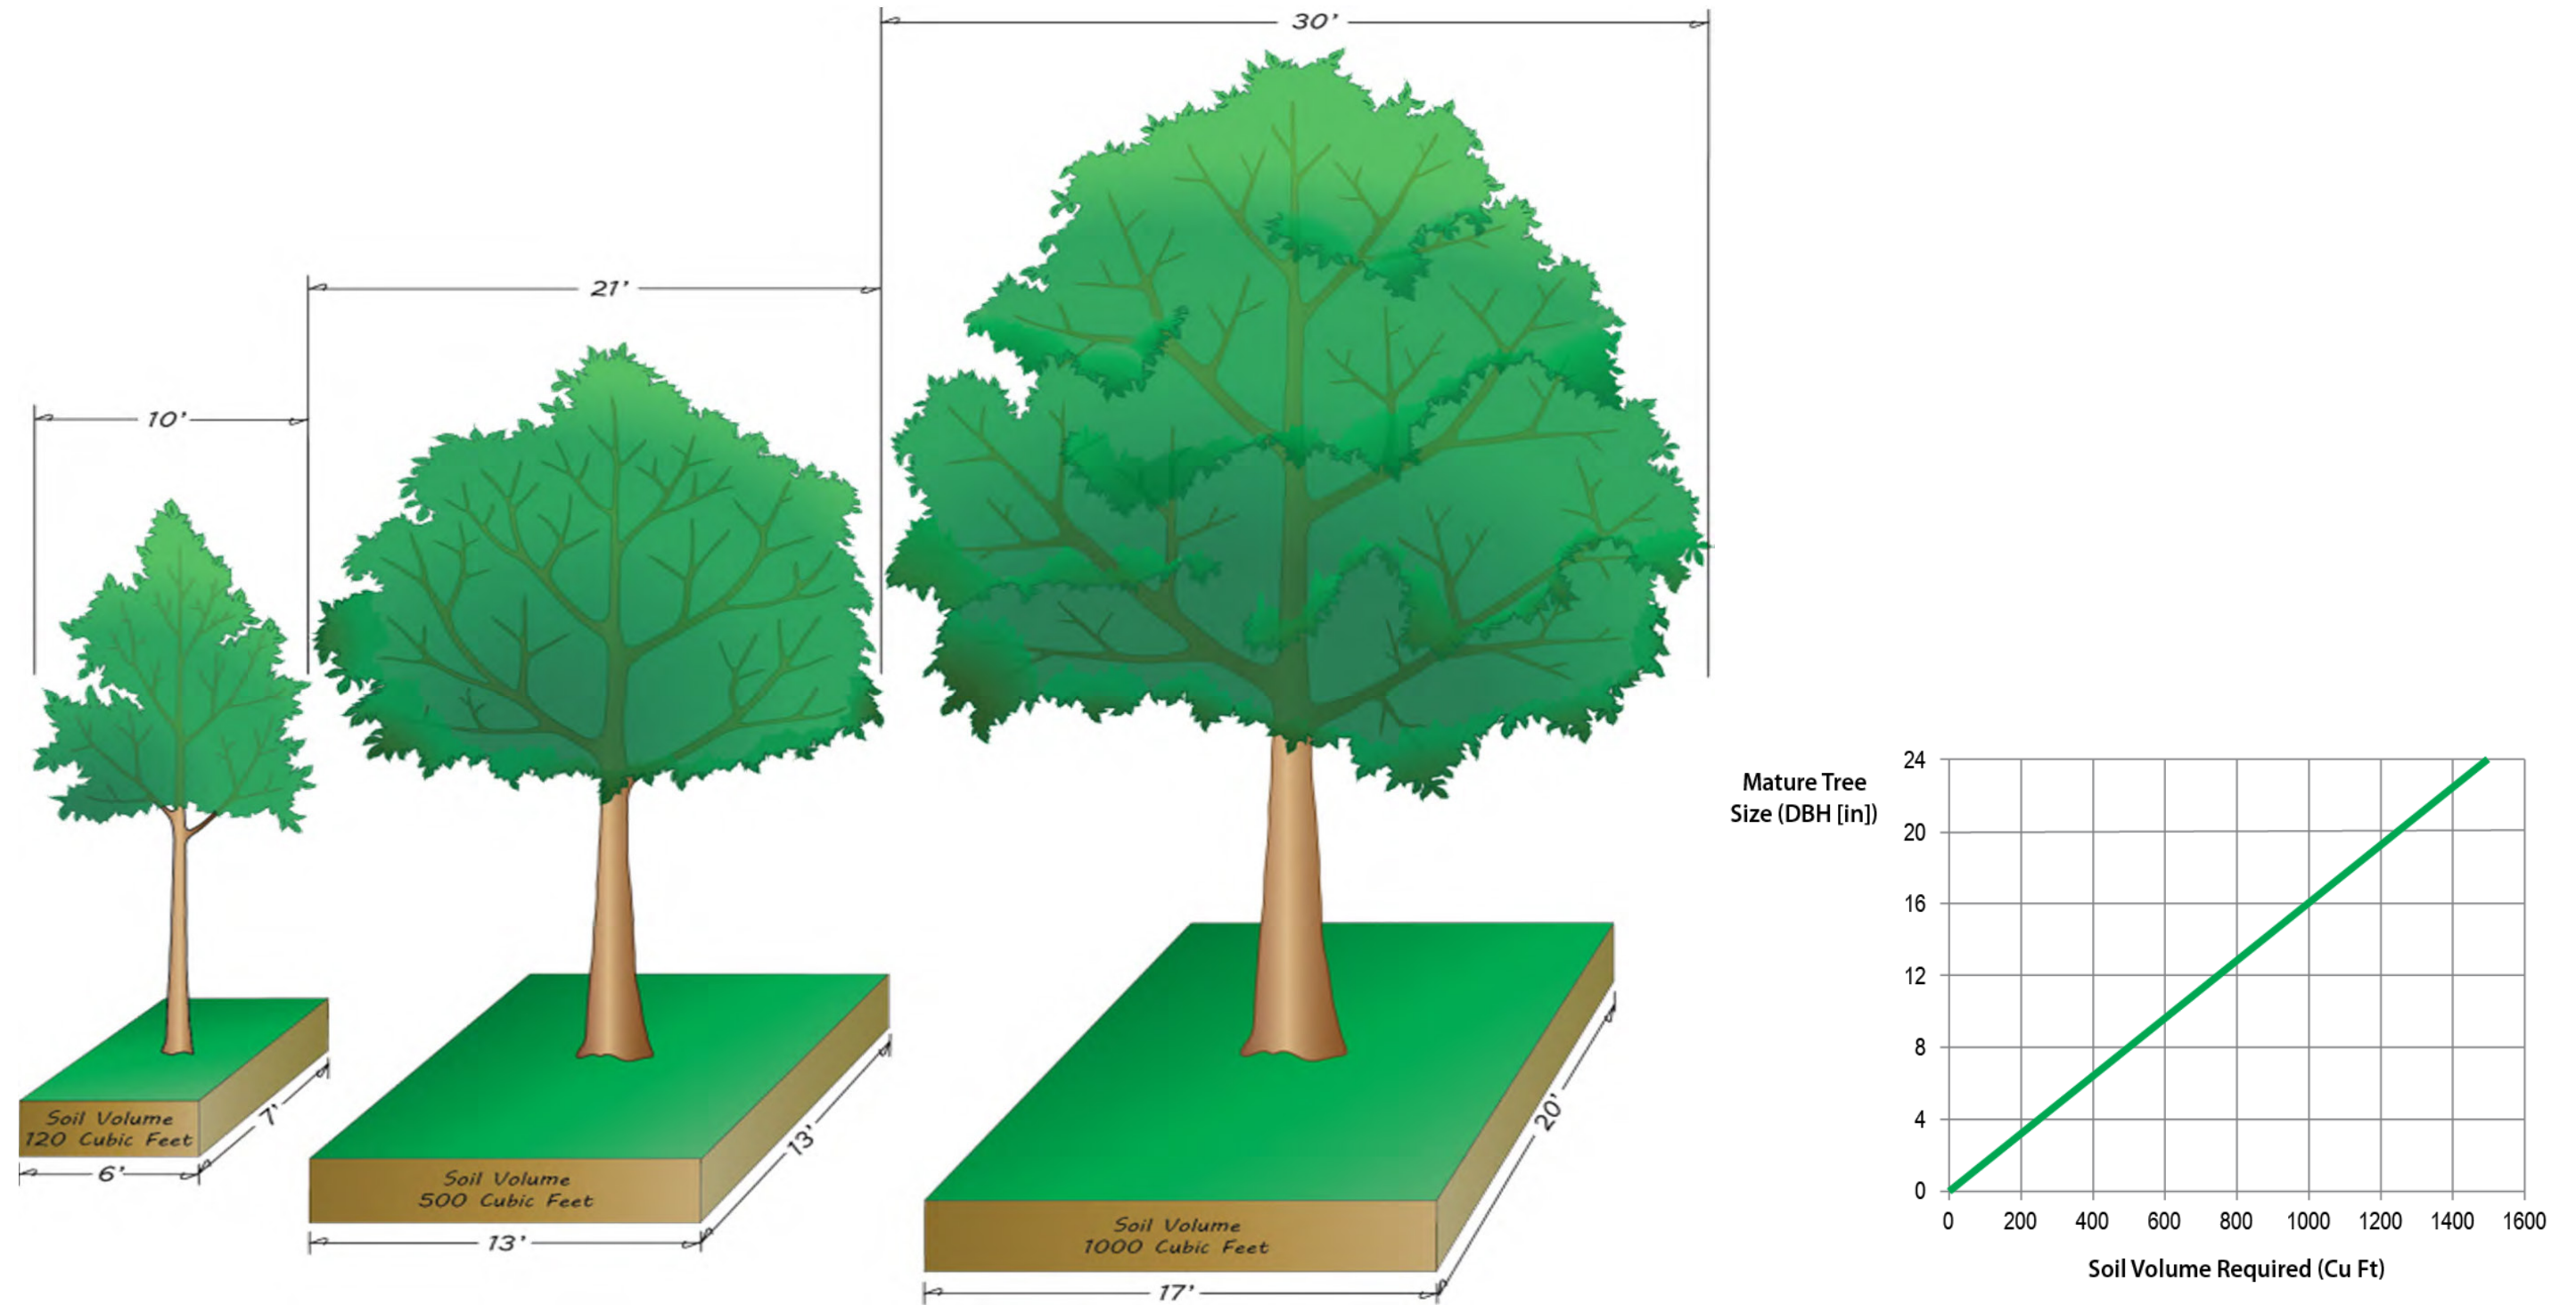 30'
21'
10'
Soil Volume
120 Cubic Feet
7'
6'
Soil Volume
500 Cubic Feet
13'
13'
Soil Volume
1000 Cubic Feet
20'
17'
Mature Tree
Size (DBH [in])
24
20
16
12
8
4
0
0 200 400 600 800 1000 1200 1400 1600
Soil Volume Required (Cu Ft)